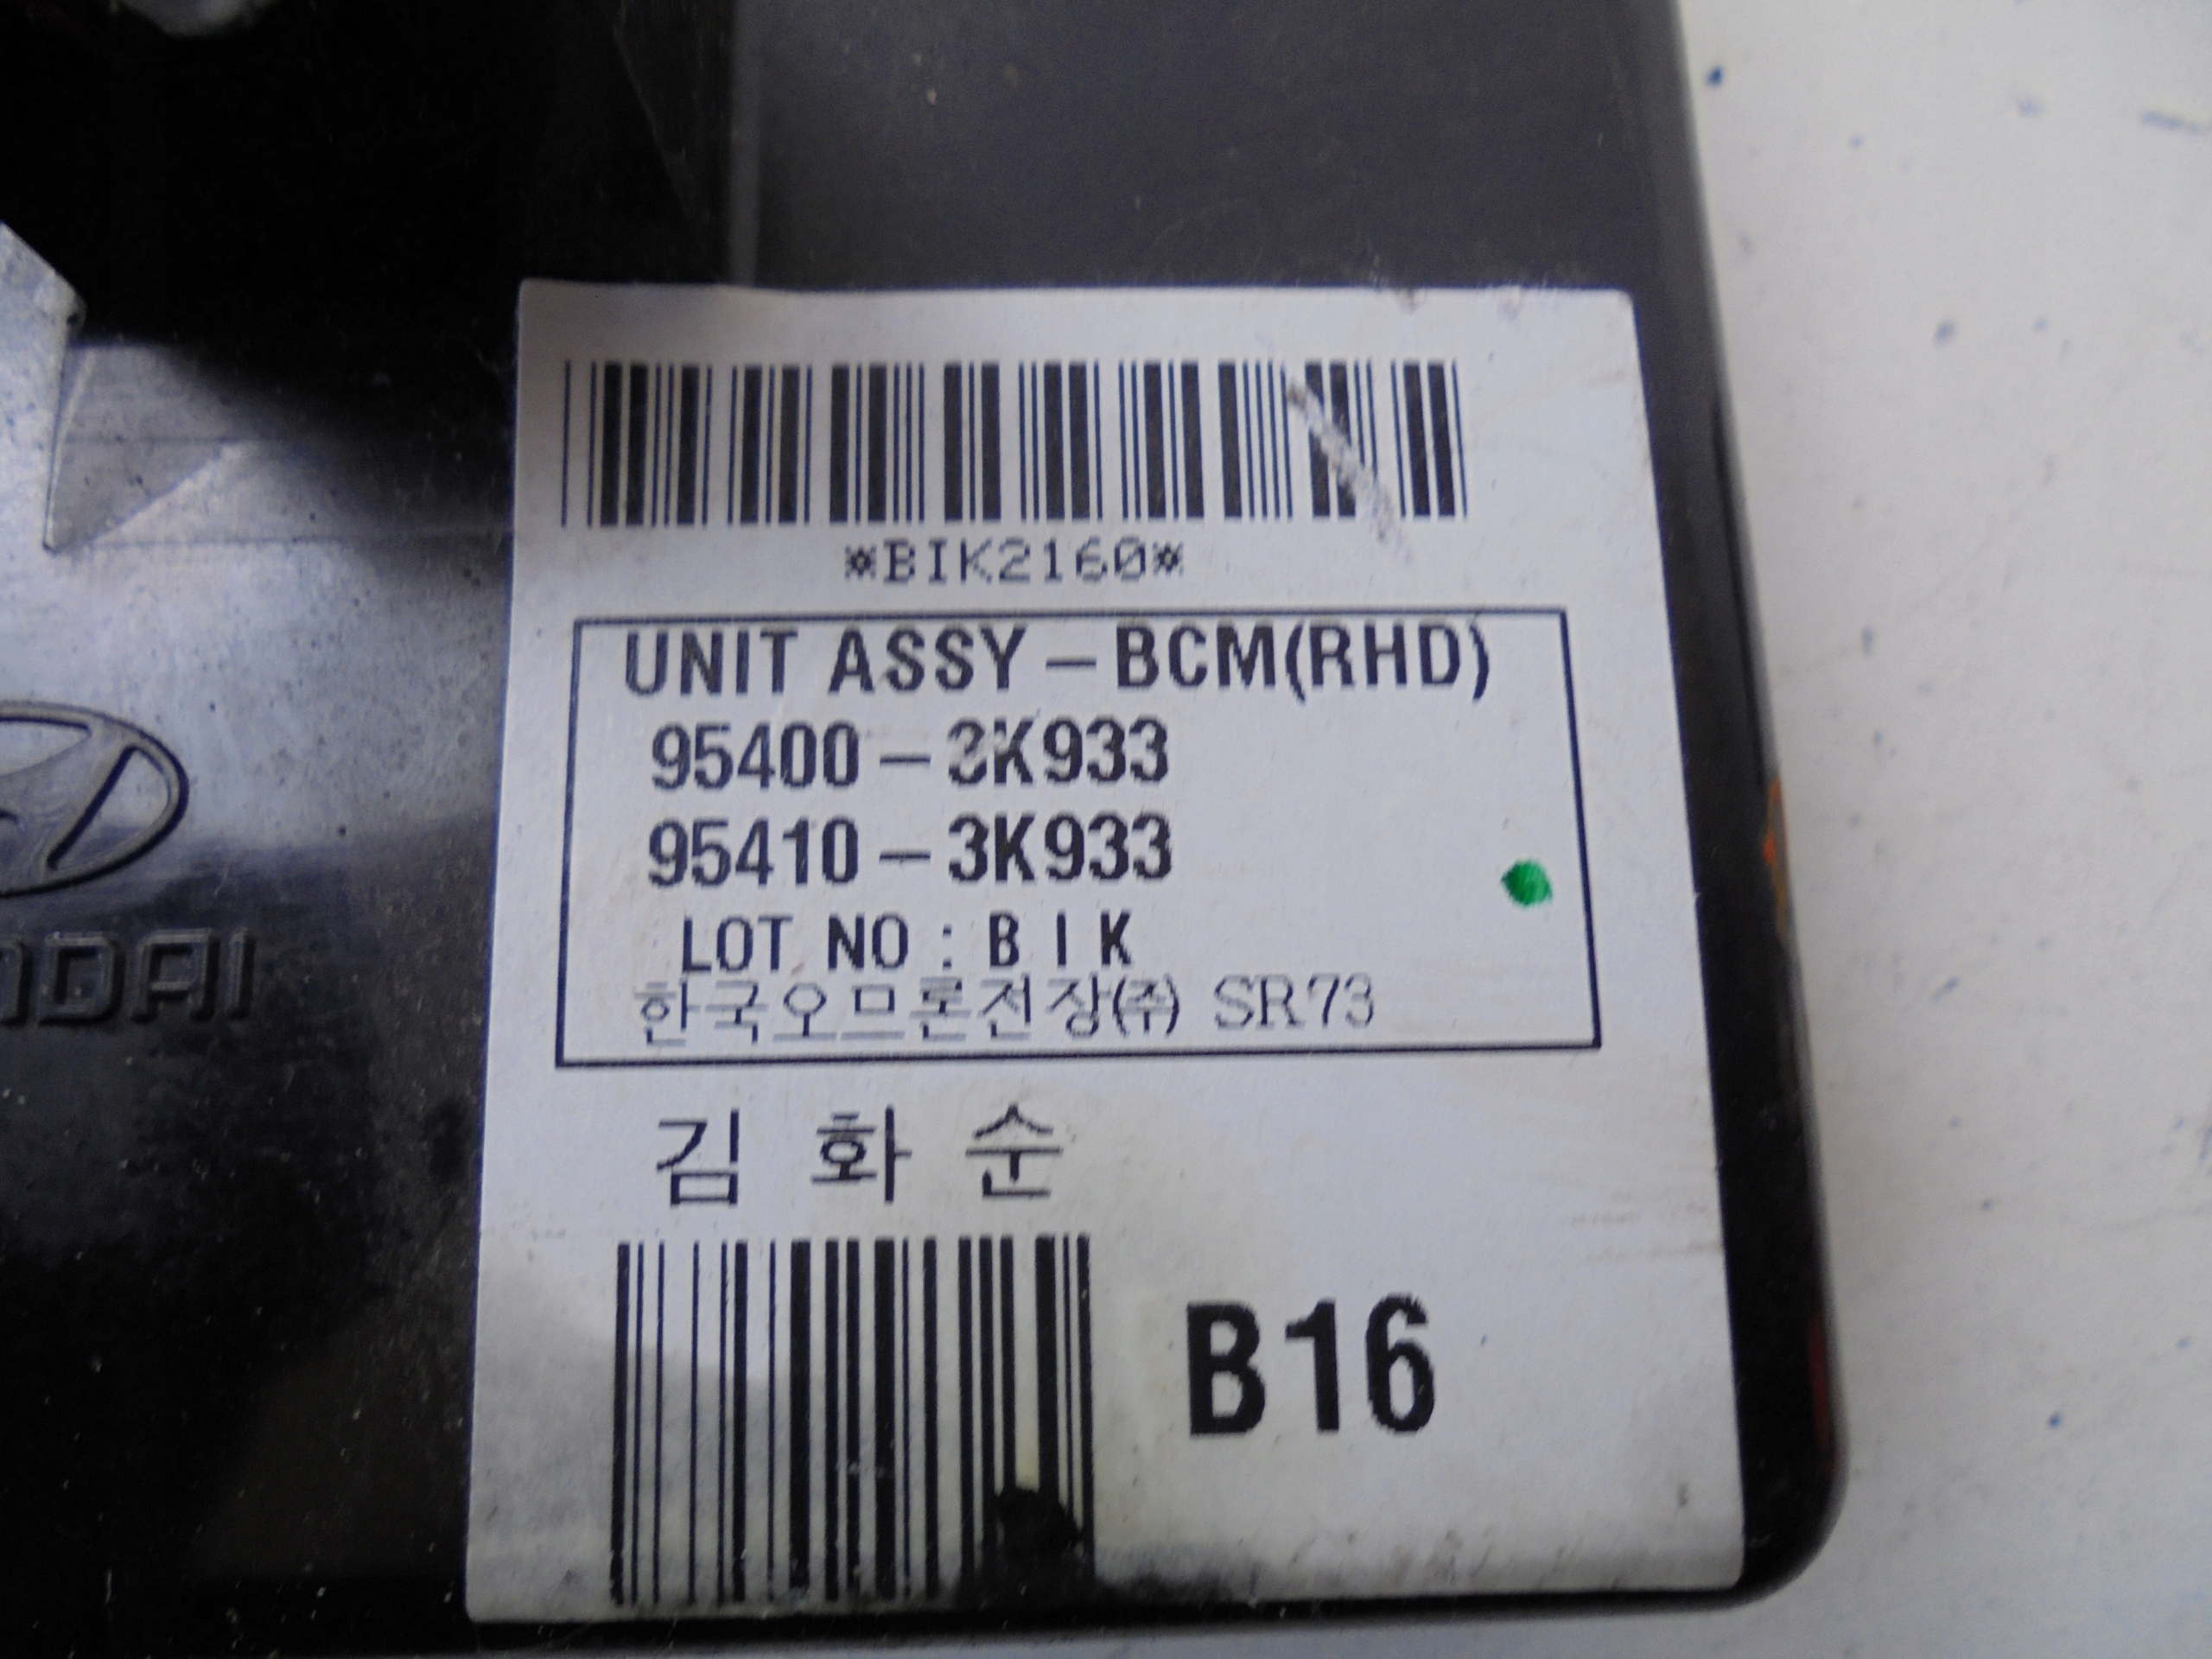 *BIK2160*
UNIT ASSY-BCM(RHD)
95400-3K933
95410-3K933
LOT NO : B I K
한국오므론전장(주) SR73
김 화 순
B16
NDAI